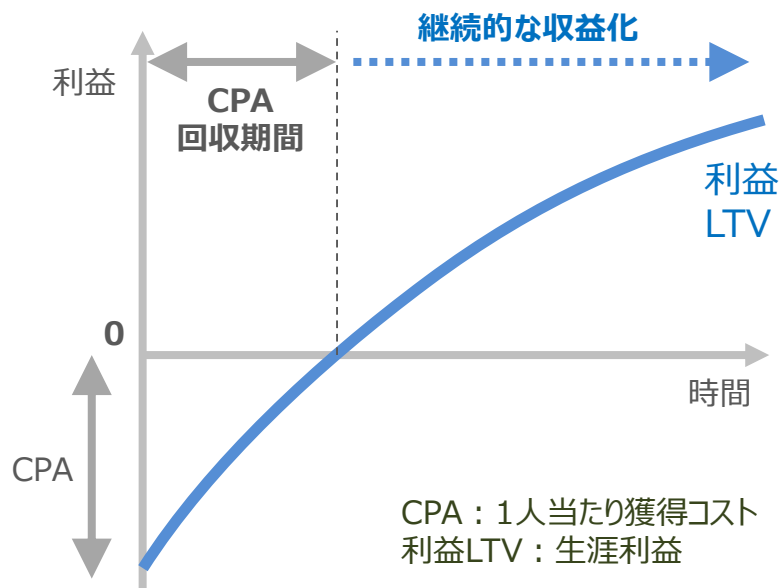 継続的な収益化
利益
CPA
回収期間
利益
LTV
0
時間
CPA
CPA：1人当たり獲得コスト
利益LTV：生涯利益